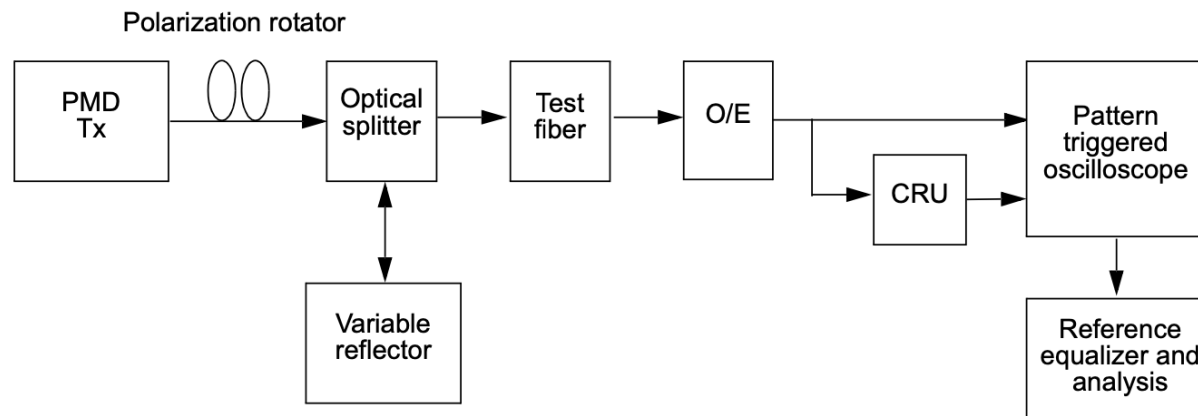 Polarization rotator
PMD
Tx
Optical
splitter
Test
fiber
O/E
Pattern
triggered
oscilloscope
CRU
Variable
reflector
Reference
equalizer and
analysis